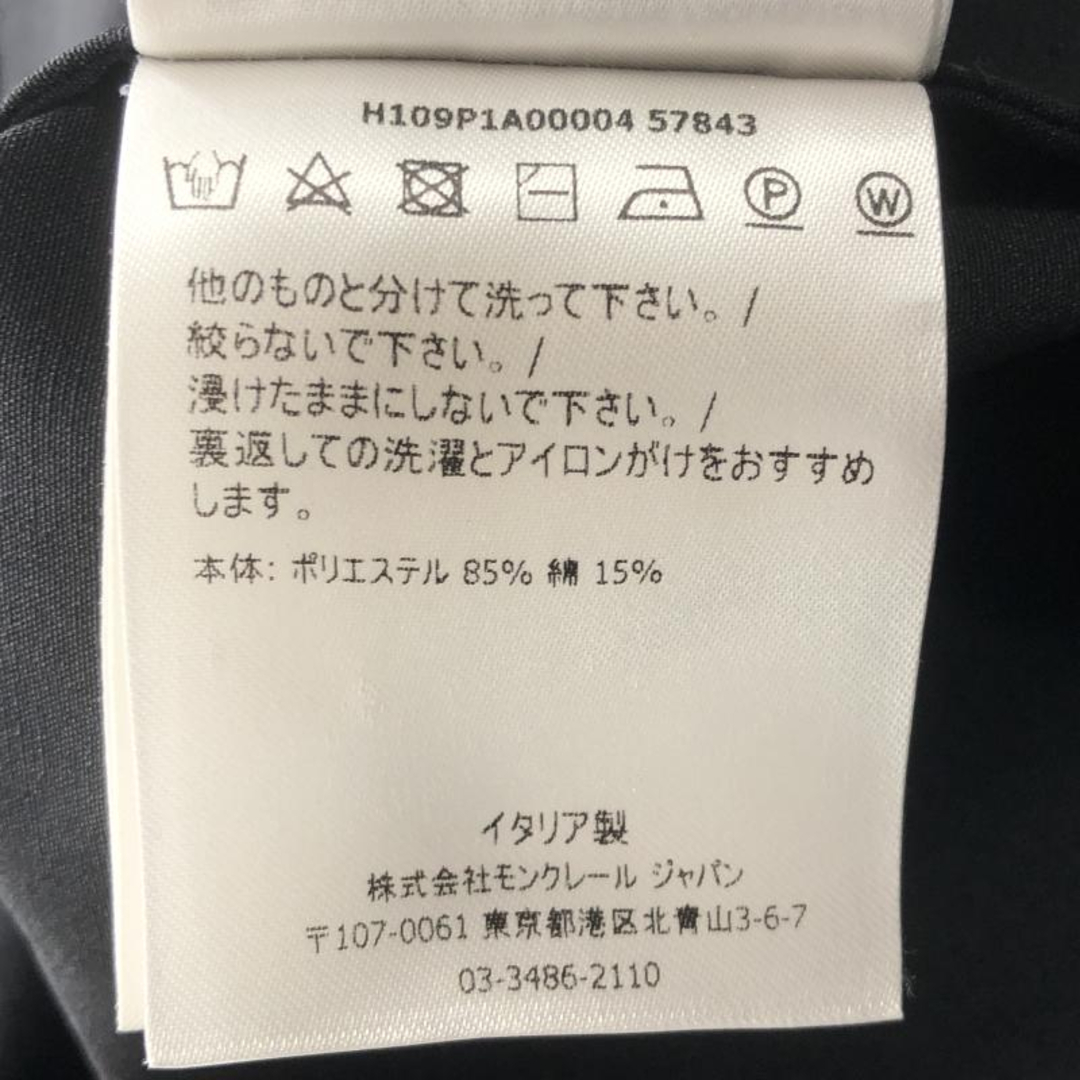 H109P1A00004 57843
P W
他のものと分けて洗って下さい。/
絞らないで下さい。/
浸けたままにしないで下さい。/
裏返しての洗濯とアイロンがけをおすすめ
します。
本体: ポリエステル 85% 綿 15%
イタリア製
株式会社モンクレール ジャパン
〒107-0061 東京都港区北青山3-6-7
03-3486-2110